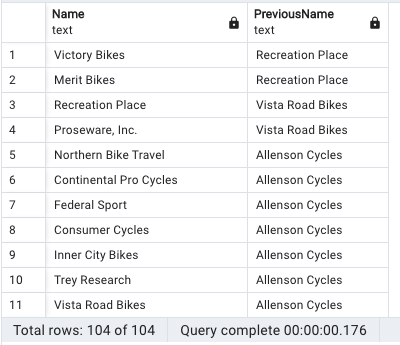 Name PreviousName
text text
1 Victory Bikes Recreation Place
2 Merit Bikes Recreation Place
3 Recreation Place Vista Road Bikes
4 Proseware, Inc. Vista Road Bikes
5 Northern Bike Travel Allenson Cycles
6 Continental Pro Cycles Allenson Cycles
7 Federal Sport Allenson Cycles
8 Consumer Cycles Allenson Cycles
9 Inner City Bikes Allenson Cycles
10 Trey Research Allenson Cycles
11 Vista Road Bikes Allenson Cycles
Total rows: 104 of 104 Query complete 00:00:00.176